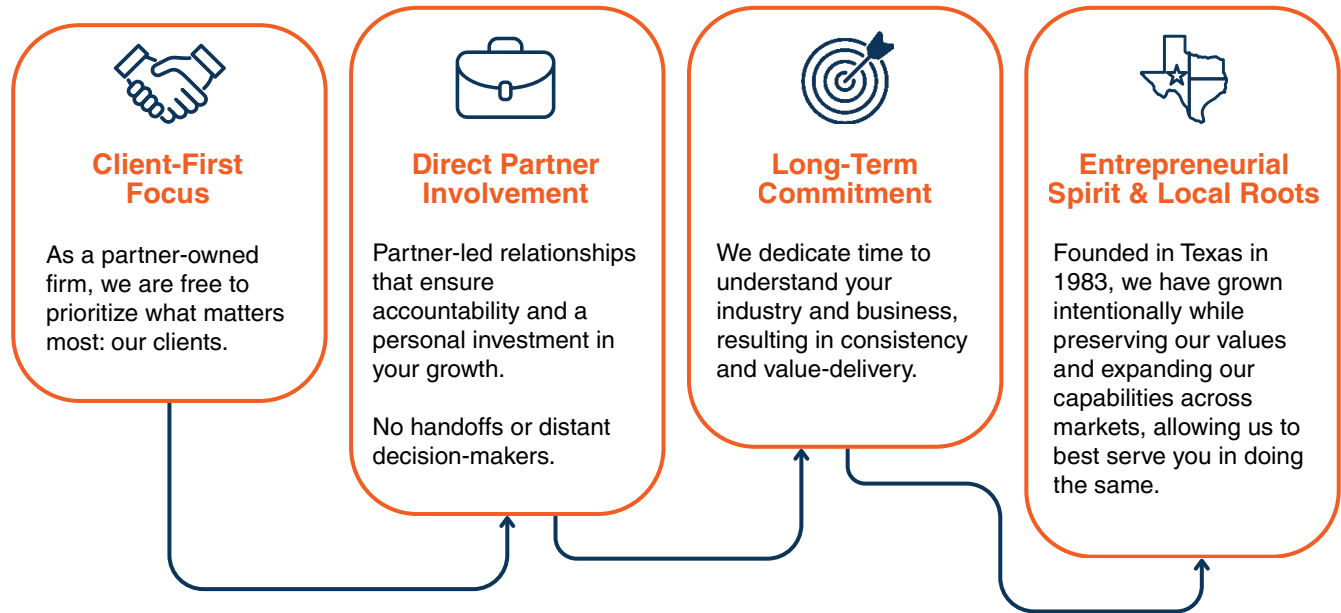 Client-First
Focus
As a partner-owned
firm, we are free to
prioritize what matters
most: our clients.
Direct Partner
Involvement
Partner-led relationships
that ensure
accountability and a
personal investment in
your growth.
No handoffs or distant
decision-makers.
Long-Term
Commitment
We dedicate time to
understand your
industry and business,
resulting in consistency
and value-delivery.
Entrepreneurial
Spirit & Local Roots
Founded in Texas in
1983, we have grown
intentionally while
preserving our values
and expanding our
capabilities across
markets, allowing us to
best serve you in doing
the same.